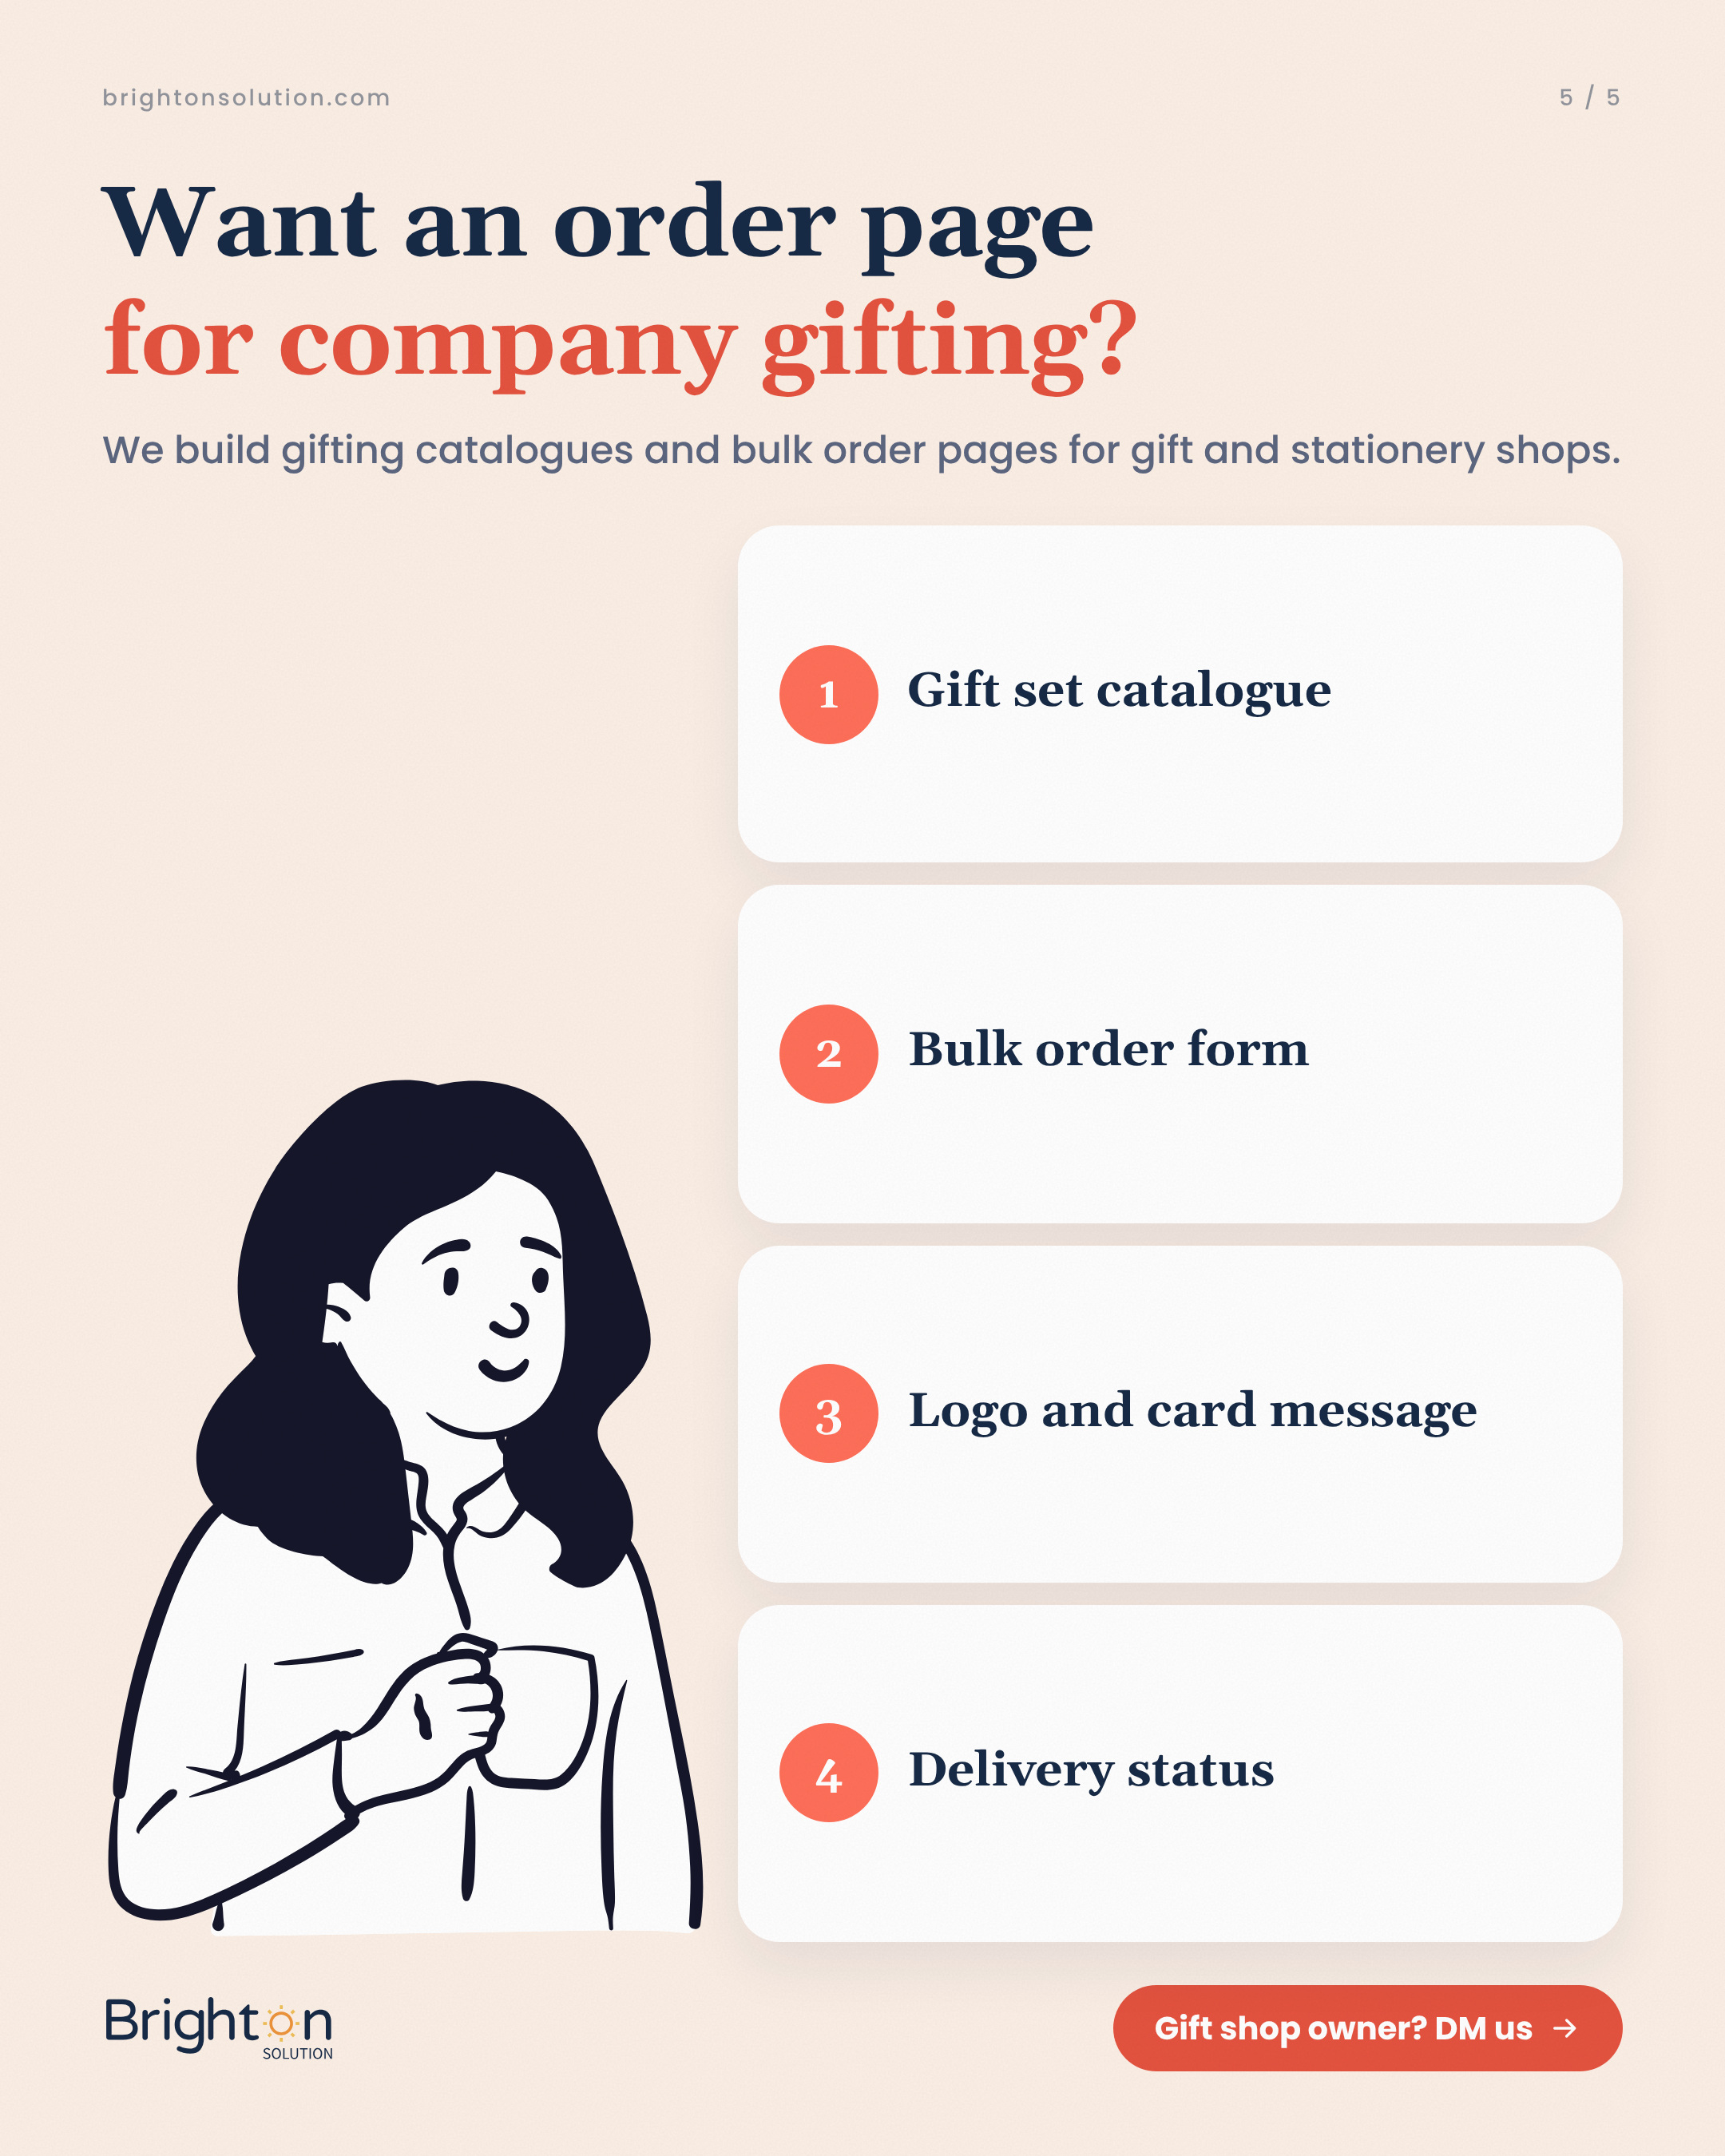 brightonsolution.com
5 / 5
Want an order page
for company gifting?
We build gifting catalogues and bulk order pages for gift and stationery shops.
1 Gift set catalogue
2 Bulk order form
3 Logo and card message
4 Delivery status
Brighton
SOLUTION
Gift shop owner? DM us →